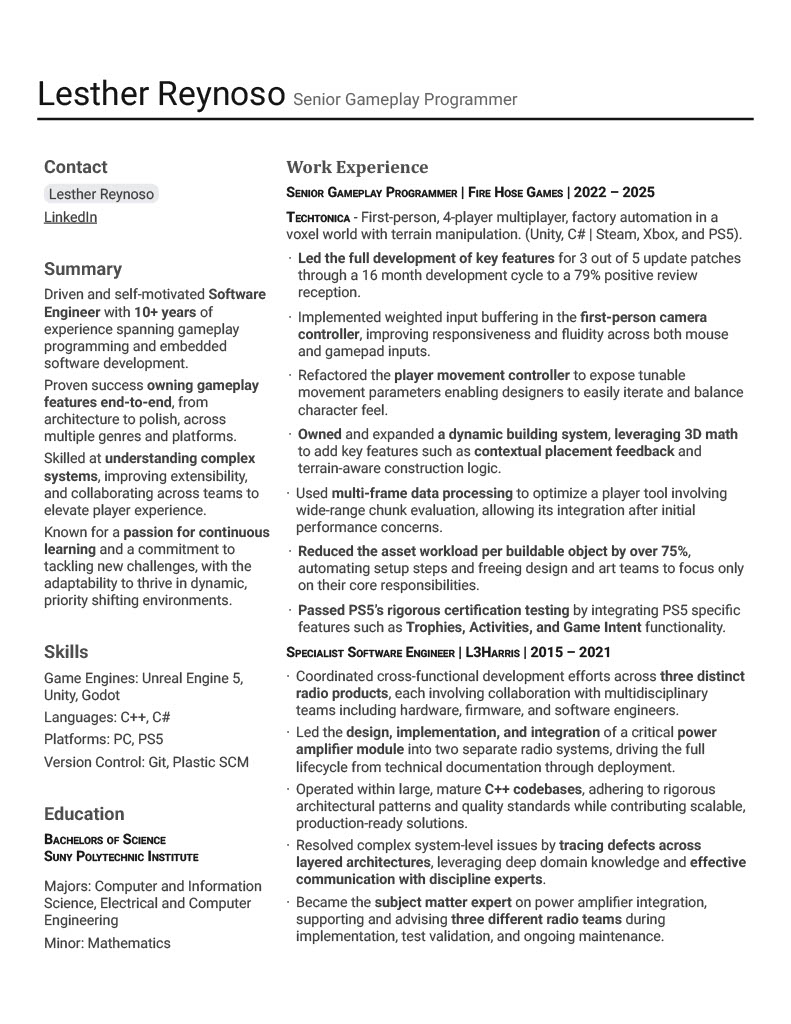 Lesther Reynoso Senior Gameplay Programmer
Contact
Lesther Reynoso
LinkedIn
Summary
Driven and self-motivated Software
Engineer with 10+ years of
experience spanning gameplay
programming and embedded
software development.
Proven success owning gameplay
features end-to-end, from
architecture to polish, across
multiple genres and platforms.
Skilled at understanding complex
systems, improving extensibility,
and collaborating across teams to
elevate player experience.
Known for a passion for continuous
learning and a commitment to
tackling new challenges, with the
adaptability to thrive in dynamic,
priority shifting environments.
Skills
Game Engines: Unreal Engine 5,
Unity, Godot
Languages: C++, C#
Platforms: PC, PS5
Version Control: Git, Plastic SCM
Education
Bachelors of Science
Suny Polytechnic Institute
Majors: Computer and Information
Science, Electrical and Computer
Engineering
Minor: Mathematics
Work Experience
Senior Gameplay Programmer | Fire Hose Games | 2022 – 2025
Techtonica - First-person, 4-player multiplayer, factory automation in a
voxel world with terrain manipulation. (Unity, C# | Steam, Xbox, and PS5).
· Led the full development of key features for 3 out of 5 update patches
through a 16 month development cycle to a 79% positive review
reception.
· Implemented weighted input buffering in the first-person camera
controller, improving responsiveness and fluidity across both mouse
and gamepad inputs.
· Refactored the player movement controller to expose tunable
movement parameters enabling designers to easily iterate and balance
character feel.
· Owned and expanded a dynamic building system, leveraging 3D math
to add key features such as contextual placement feedback and
terrain-aware construction logic.
· Used multi-frame data processing to optimize a player tool involving
wide-range chunk evaluation, allowing its integration after initial
performance concerns.
· Reduced the asset workload per buildable object by over 75%,
automating setup steps and freeing design and art teams to focus only
on their core responsibilities.
· Passed PS5's rigorous certification testing by integrating PS5 specific
features such as Trophies, Activities, and Game Intent functionality.
Specialist Software Engineer | L3Harris | 2015 – 2021
· Coordinated cross-functional development efforts across three distinct
radio products, each involving collaboration with multidisciplinary
teams including hardware, firmware, and software engineers.
· Led the design, implementation, and integration of a critical power
amplifier module into two separate radio systems, driving the full
lifecycle from technical documentation through deployment.
· Operated within large, mature C++ codebases, adhering to rigorous
architectural patterns and quality standards while contributing scalable,
production-ready solutions.
· Resolved complex system-level issues by tracing defects across
layered architectures, leveraging deep domain knowledge and effective
communication with discipline experts.
· Became the subject matter expert on power amplifier integration,
supporting and advising three different radio teams during
implementation, test validation, and ongoing maintenance.